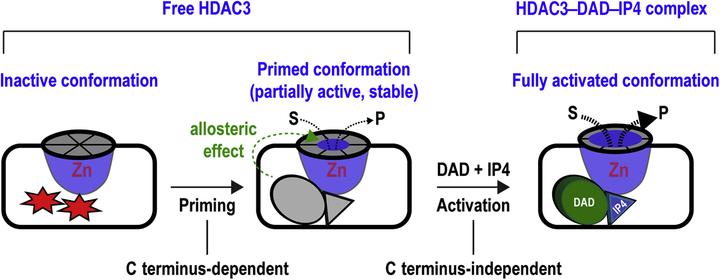 Free HDAC3
HDAC3–DAD–IP4 complex
Inactive conformation
Primed conformation
(partially active, stable)
Fully activated conformation
S
P
S
P
allosteric
effect
Zn
Zn
Zn
Priming
DAD + IP4
Activation
DAD
IP4
C terminus-dependent
C terminus-independent